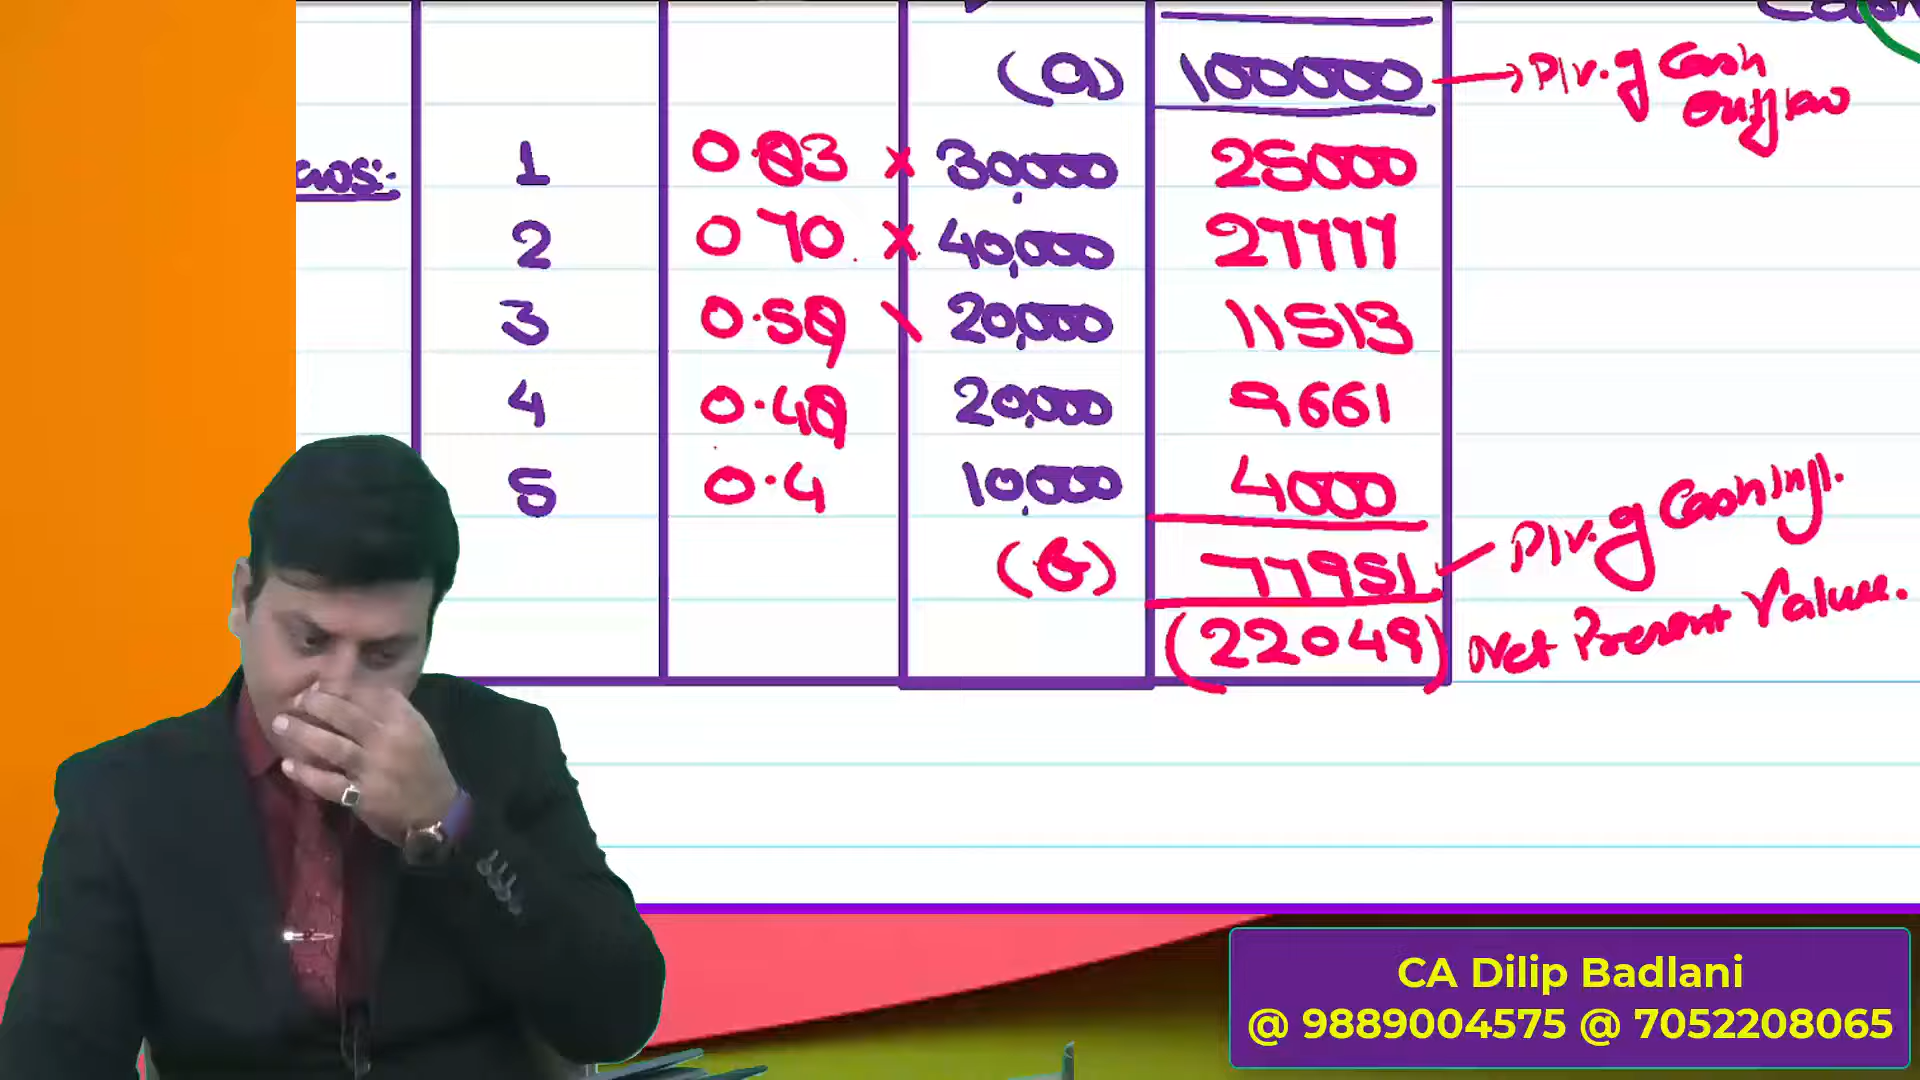 (a) 100000 → P/v. of Cash outflow
1 0.83 × 30,000 25000
2 0.70 × 40,000 27777
3 0.58 \ 20,000 11513
4 0.48 20,000 9661
5 0.4 10,000 4000
(b) 77951 P/v. of Cash Infl.
(22049) Net Present Value.
CA Dilip Badlani
@ 9889004575 @ 7052208065